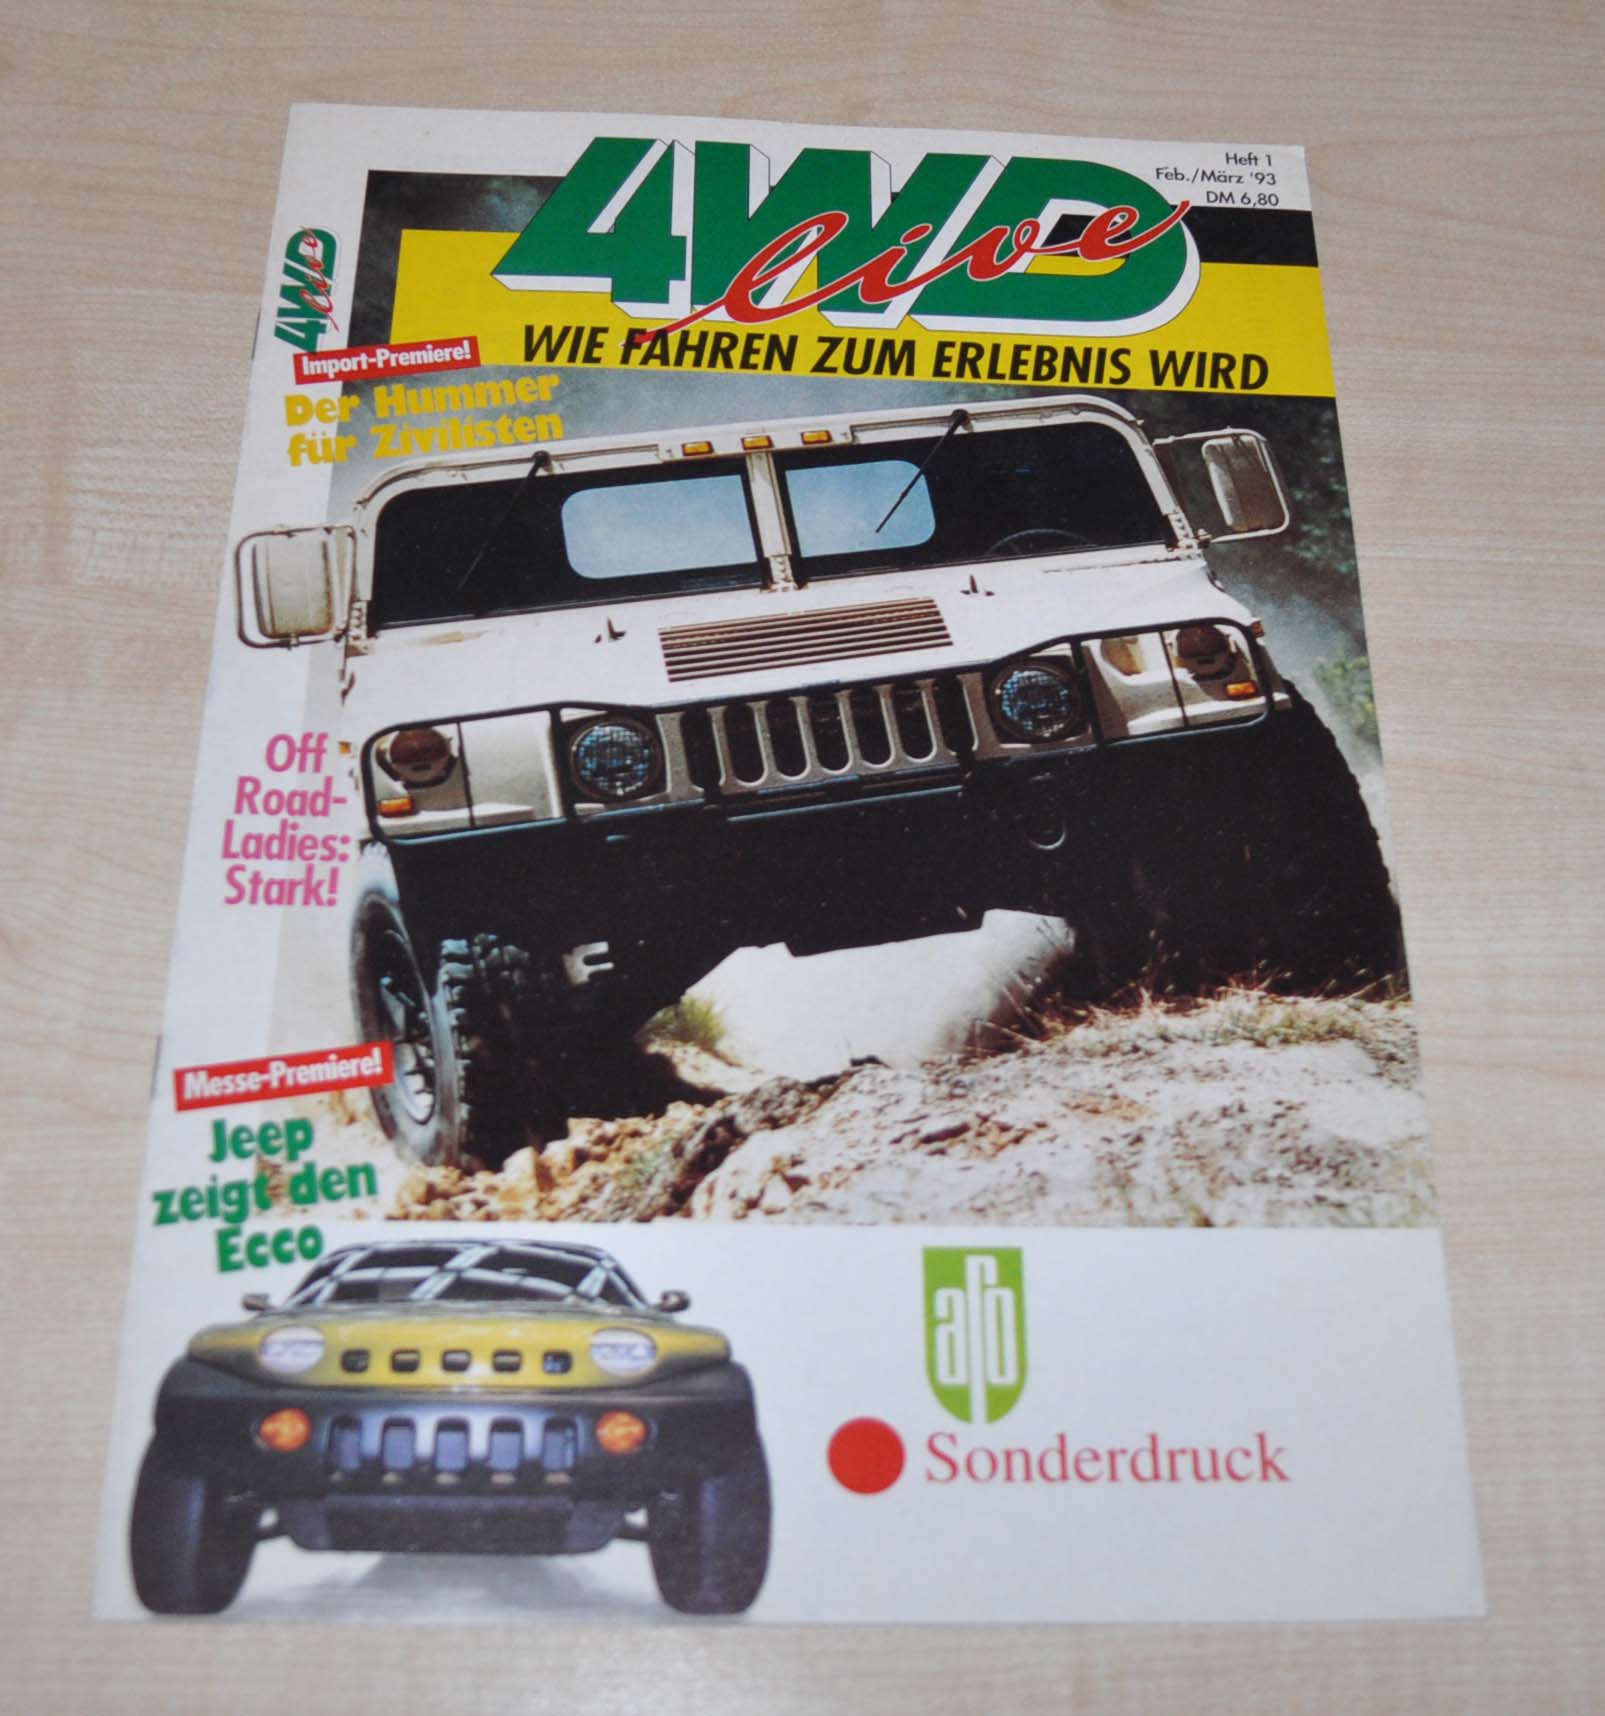 Heft 1
Feb./März '93
DM 6,80
4WD
live
4WD
live
WIE FAHREN ZUM ERLEBNIS WIRD
Import-Premiere!
Der Hummer
für Zivilisten
Off
Road-
Ladies:
Stark!
Messe-Premiere!
Jeep
zeigt den
Ecco
afo
Sonderdruck